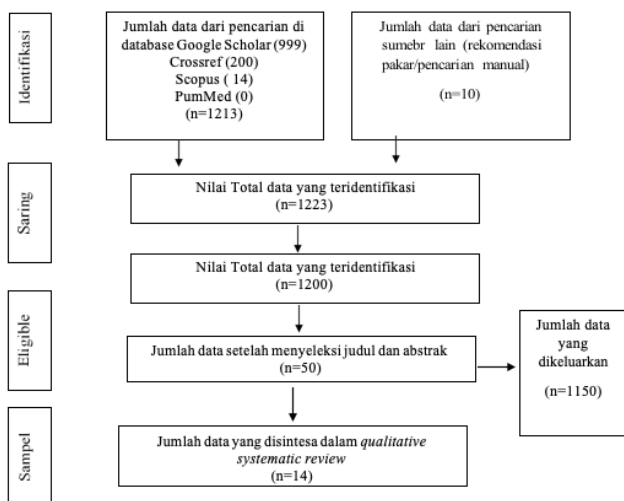 Identifikasi
Jumlah data dari pencarian di
database Google Scholar (999)
Crossref (200)
Scopus ( 14)
PumMed (0)
(n=1213)
Jumlah data dari pencarian
sumebr lain (rekomendasi
pakar/pencarian manual)
(n=10)
Saring
Nilai Total data yang teridentifikasi
(n=1223)
Nilai Total data yang teridentifikasi
(n=1200)
Eligible
Jumlah data setelah menyeleksi judul dan abstrak
(n=50)
Jumlah data
yang
dikeluarkan
(n=1150)
Sampel
Jumlah data yang disintesa dalam qualitative
systematic review
(n=14)